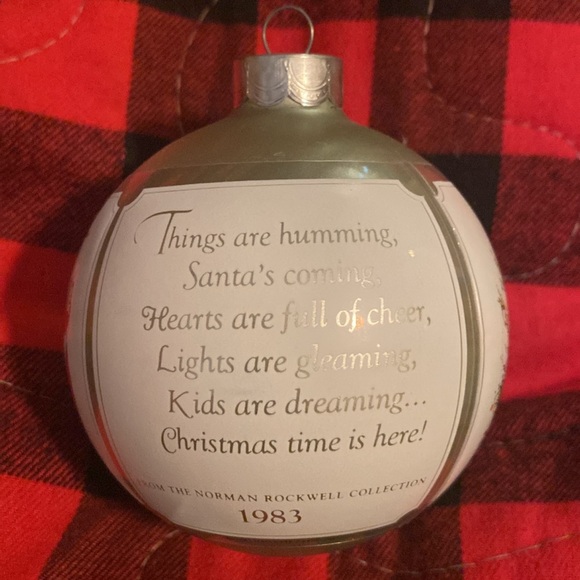 Things are humming,
Santa's coming,
Hearts are full of cheer,
Lights are gleaming,
Kids are dreaming...
Christmas time is here!
FROM THE NORMAN ROCKWELL COLLECTION
1983